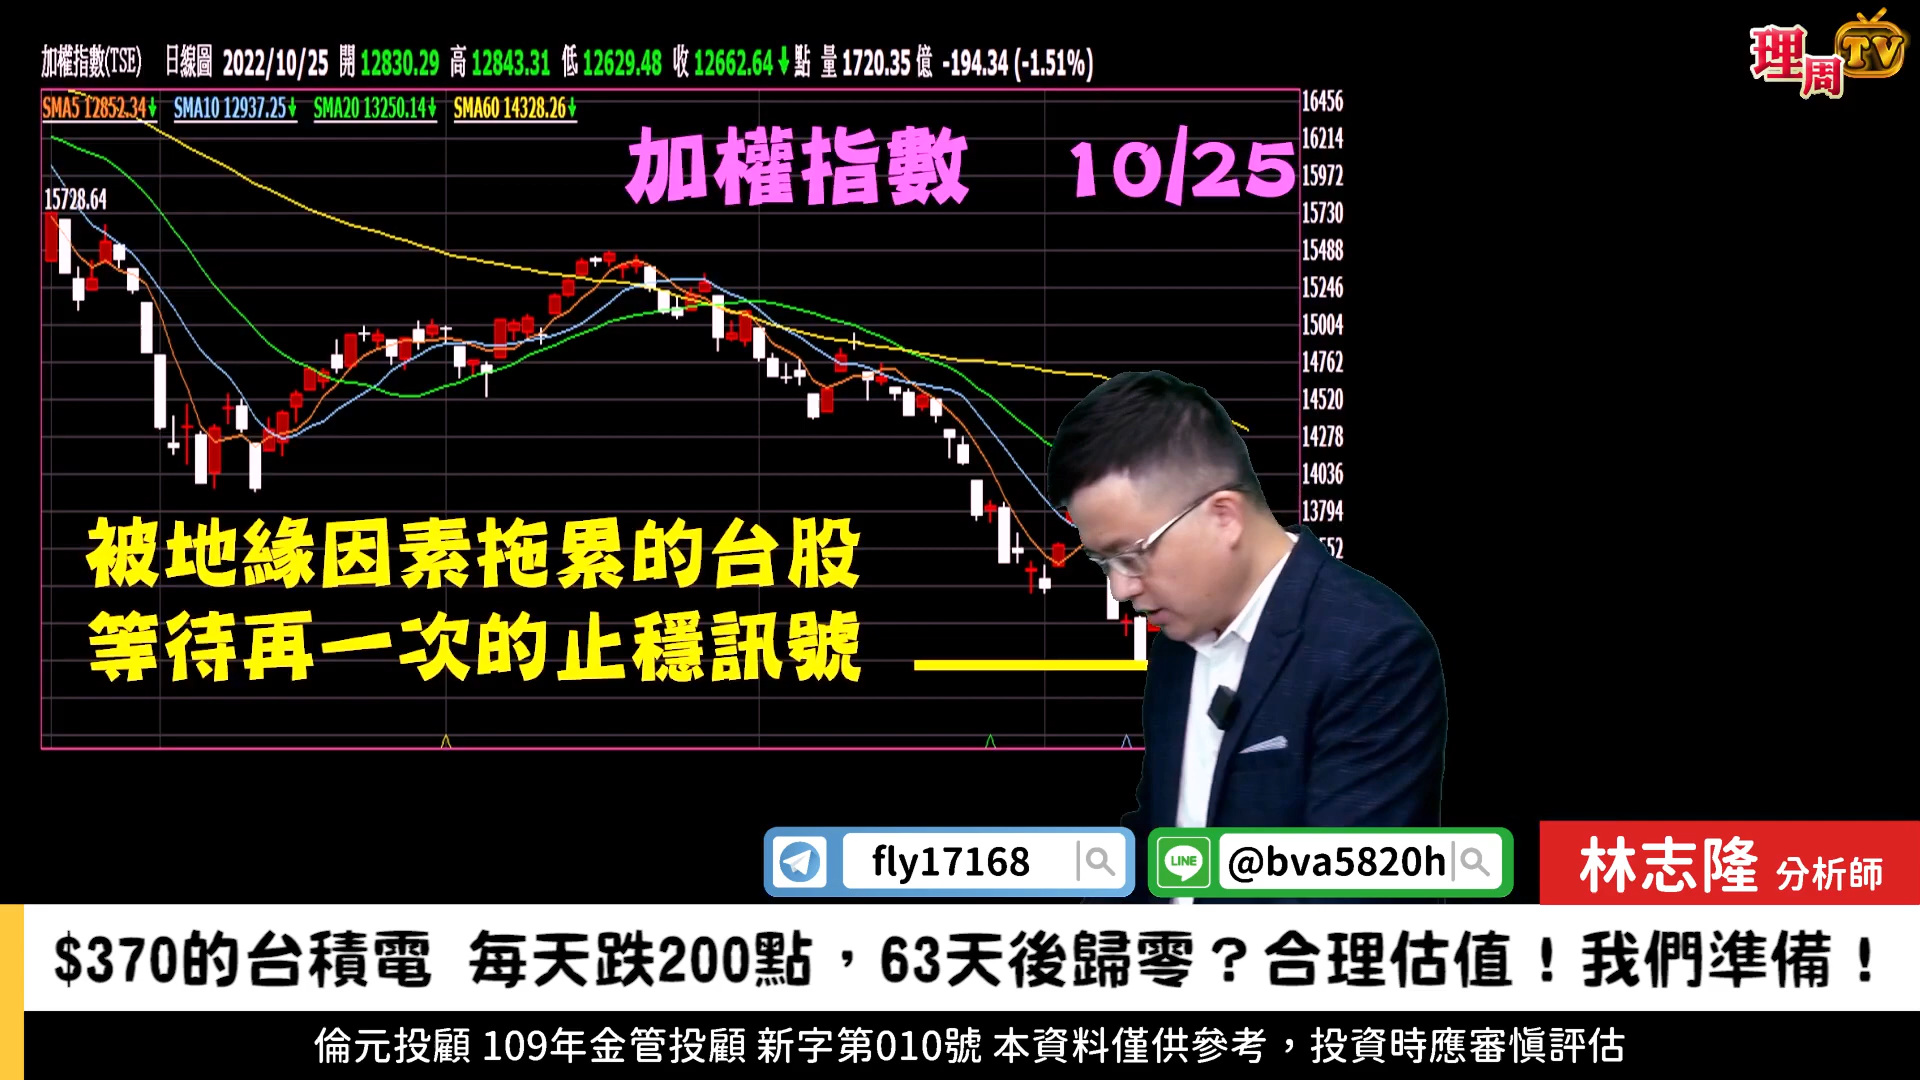 加權指數(TSE) 日線圖 2022/10/25 開 12830.29 高 12843.31 低 12629.48 收 12662.64↓點 量 1720.35 億 -194.34 (-1.51%)
理周TV
SMA5 12852.34↓ SMA10 12937.25↓ SMA20 13250.14↓ SMA60 14328.26↓
加權指數 10/25
15728.64
16456
16214
15972
15730
15488
15246
15004
14762
14520
14278
14036
13794
被地緣因素拖累的台股
等待再一次的止穩訊號
fly17168
LINE
@bva5820h
林志隆 分析師
$370的台積電 每天跌200點，63天後歸零？合理估值！我們準備！
倫元投顧 109年金管投顧 新字第010號 本資料僅供參考，投資時應審慎評估